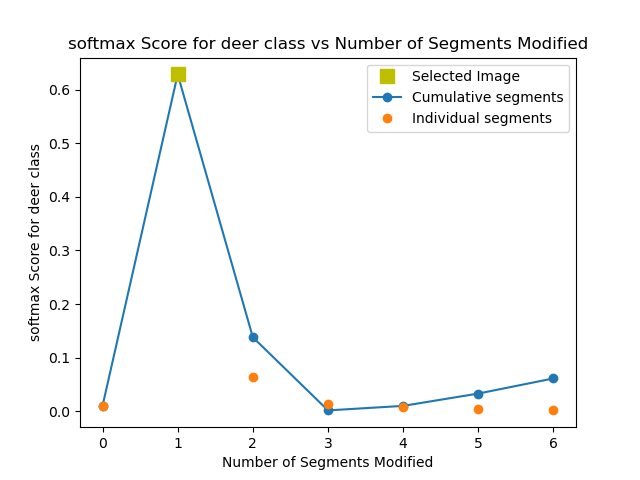 softmax Score for deer class vs Number of Segments Modified
Selected Image
Cumulative segments
Individual segments
softmax Score for deer class
0.6
0.5
0.4
0.3
0.2
0.1
0.0
0 1 2 3 4 5 6
Number of Segments Modified